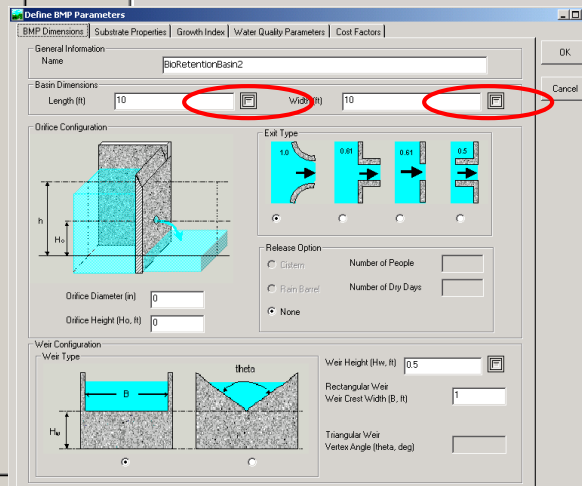 Define BMP Parameters
BMP Dimensions Substrate Properties Growth Index Water Quality Parameters Cost Factors
General Information
Name BioRetentionBasin2
OK
Cancel
Basin Dimensions
Length (ft) 10 Width (ft) 10
Orifice Configuration
h
Ho
Orifice Diameter (in) 0
Orifice Height (Ho, ft) 0
Exit Type
1.0 0.61 0.61 0.5
Release Option
Cistern Number of People
Rain Barrel Number of Dry Days
None
Weir Configuration
Weir Type
B
Hw
theta
Weir Height (Hw, ft) 0.5
Rectangular Weir
Weir Crest Width (B, ft) 1
Triangular Weir
Vertex Angle (theta, deg)